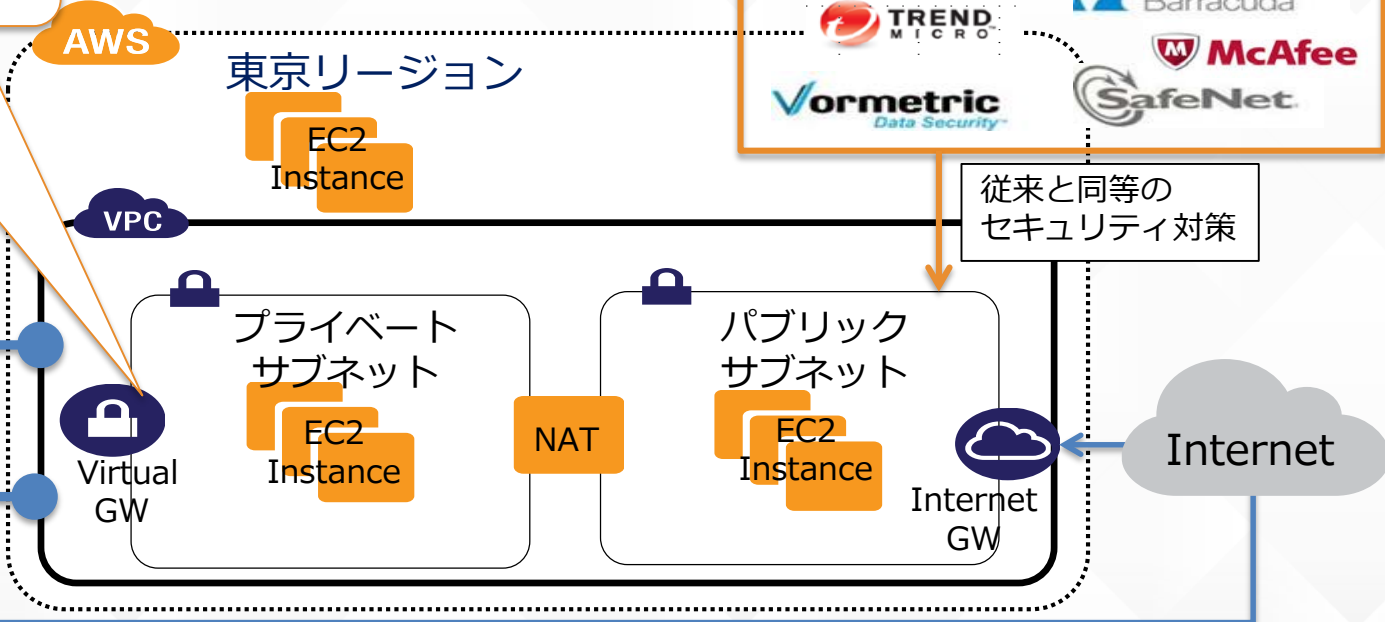 AWS
東京リージョン
EC2
Instance
TREND
MICRO
Barracuda
McAfee
Vormetric
Data Security
SafeNet
従来と同等の
セキュリティ対策
VPC
プライベート
サブネット
EC2
Instance
NAT
パブリック
サブネット
EC2
Instance
Virtual
GW
Internet
GW
Internet